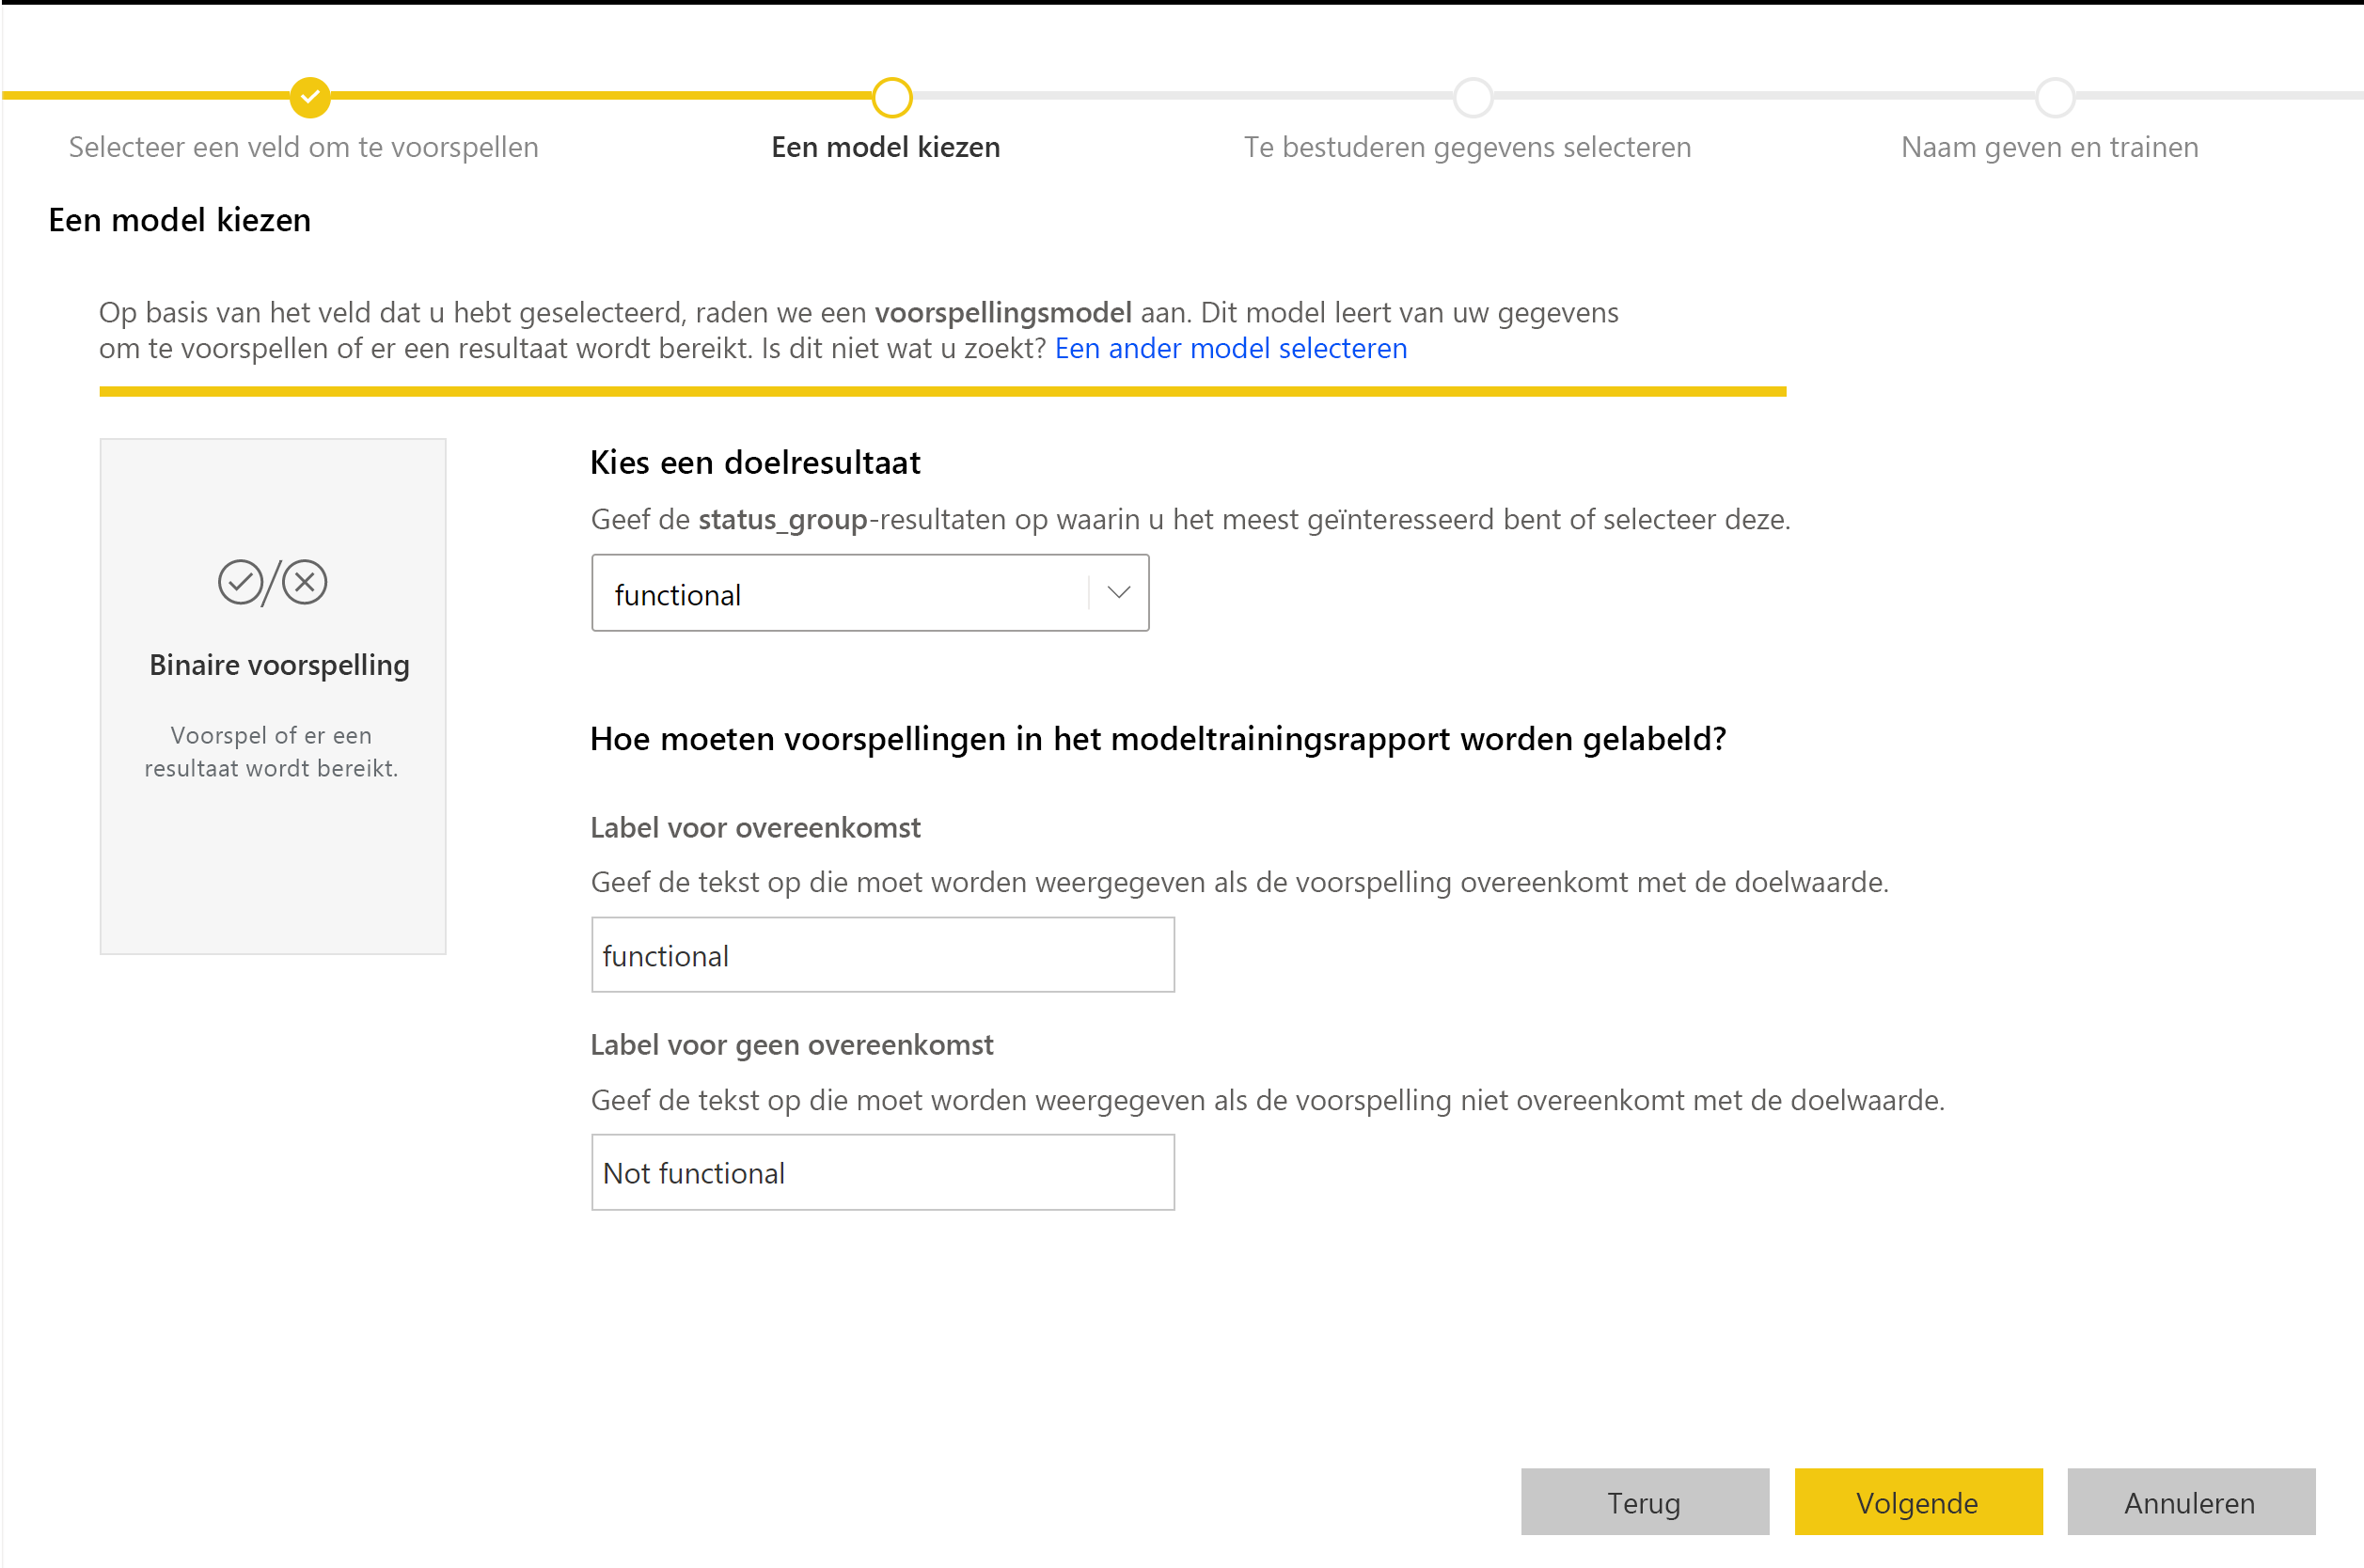 Selecteer een veld om te voorspellen
Een model kiezen
Te bestuderen gegevens selecteren
Naam geven en trainen
Een model kiezen
Op basis van het veld dat u hebt geselecteerd, raden we een voorspellingsmodel aan. Dit model leert van uw gegevens
om te voorspellen of er een resultaat wordt bereikt. Is dit niet wat u zoekt? Een ander model selecteren
Binaire voorspelling
Voorspel of er een
resultaat wordt bereikt.
Kies een doelresultaat
Geef de status_group-resultaten op waarin u het meest geïnteresseerd bent of selecteer deze.
functional
Hoe moeten voorspellingen in het modeltrainingsrapport worden gelabeld?
Label voor overeenkomst
Geef de tekst op die moet worden weergegeven als de voorspelling overeenkomt met de doelwaarde.
functional
Label voor geen overeenkomst
Geef de tekst op die moet worden weergegeven als de voorspelling niet overeenkomt met de doelwaarde.
Not functional
Terug
Volgende
Annuleren